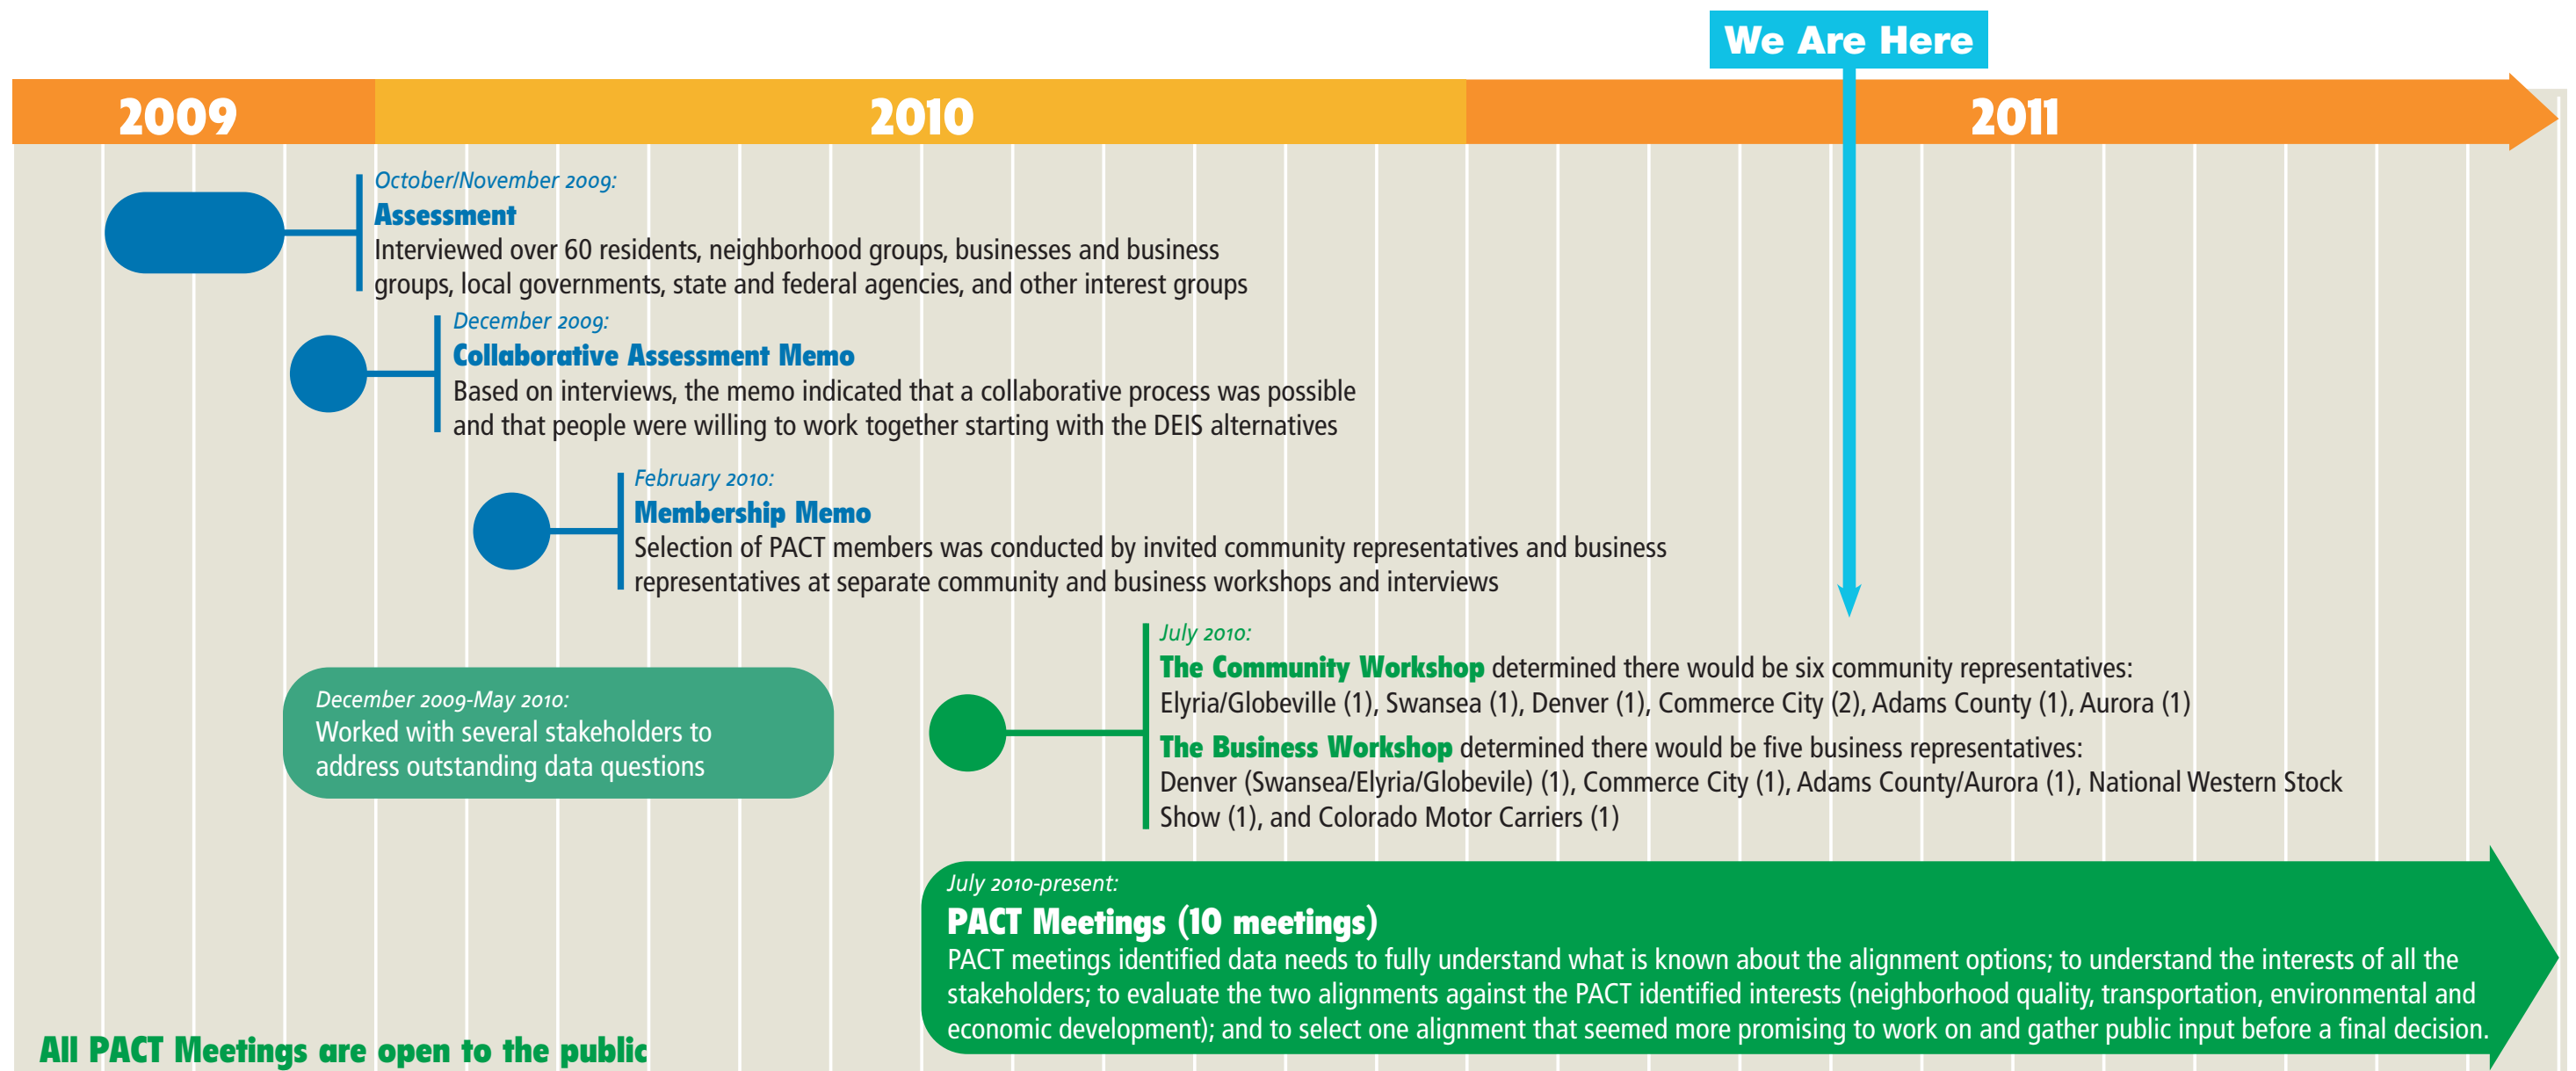 We Are Here
2009
2010
2011
October/November 2009:
Assessment
Interviewed over 60 residents, neighborhood groups, businesses and business
groups, local governments, state and federal agencies, and other interest groups
December 2009:
Collaborative Assessment Memo
Based on interviews, the memo indicated that a collaborative process was possible
and that people were willing to work together starting with the DEIS alternatives
February 2010:
Membership Memo
Selection of PACT members was conducted by invited community representatives and business
representatives at separate community and business workshops and interviews
December 2009-May 2010:
Worked with several stakeholders to
address outstanding data questions
July 2010:
The Community Workshop determined there would be six community representatives:
Elyria/Globeville (1), Swansea (1), Denver (1), Commerce City (2), Adams County (1), Aurora (1)
The Business Workshop determined there would be five business representatives:
Denver (Swansea/Elyria/Globevile) (1), Commerce City (1), Adams County/Aurora (1), National Western Stock
Show (1), and Colorado Motor Carriers (1)
July 2010-present:
PACT Meetings (10 meetings)
PACT meetings identified data needs to fully understand what is known about the alignment options; to understand the interests of all the
stakeholders; to evaluate the two alignments against the PACT identified interests (neighborhood quality, transportation, environmental and
economic development); and to select one alignment that seemed more promising to work on and gather public input before a final decision.
All PACT Meetings are open to the public